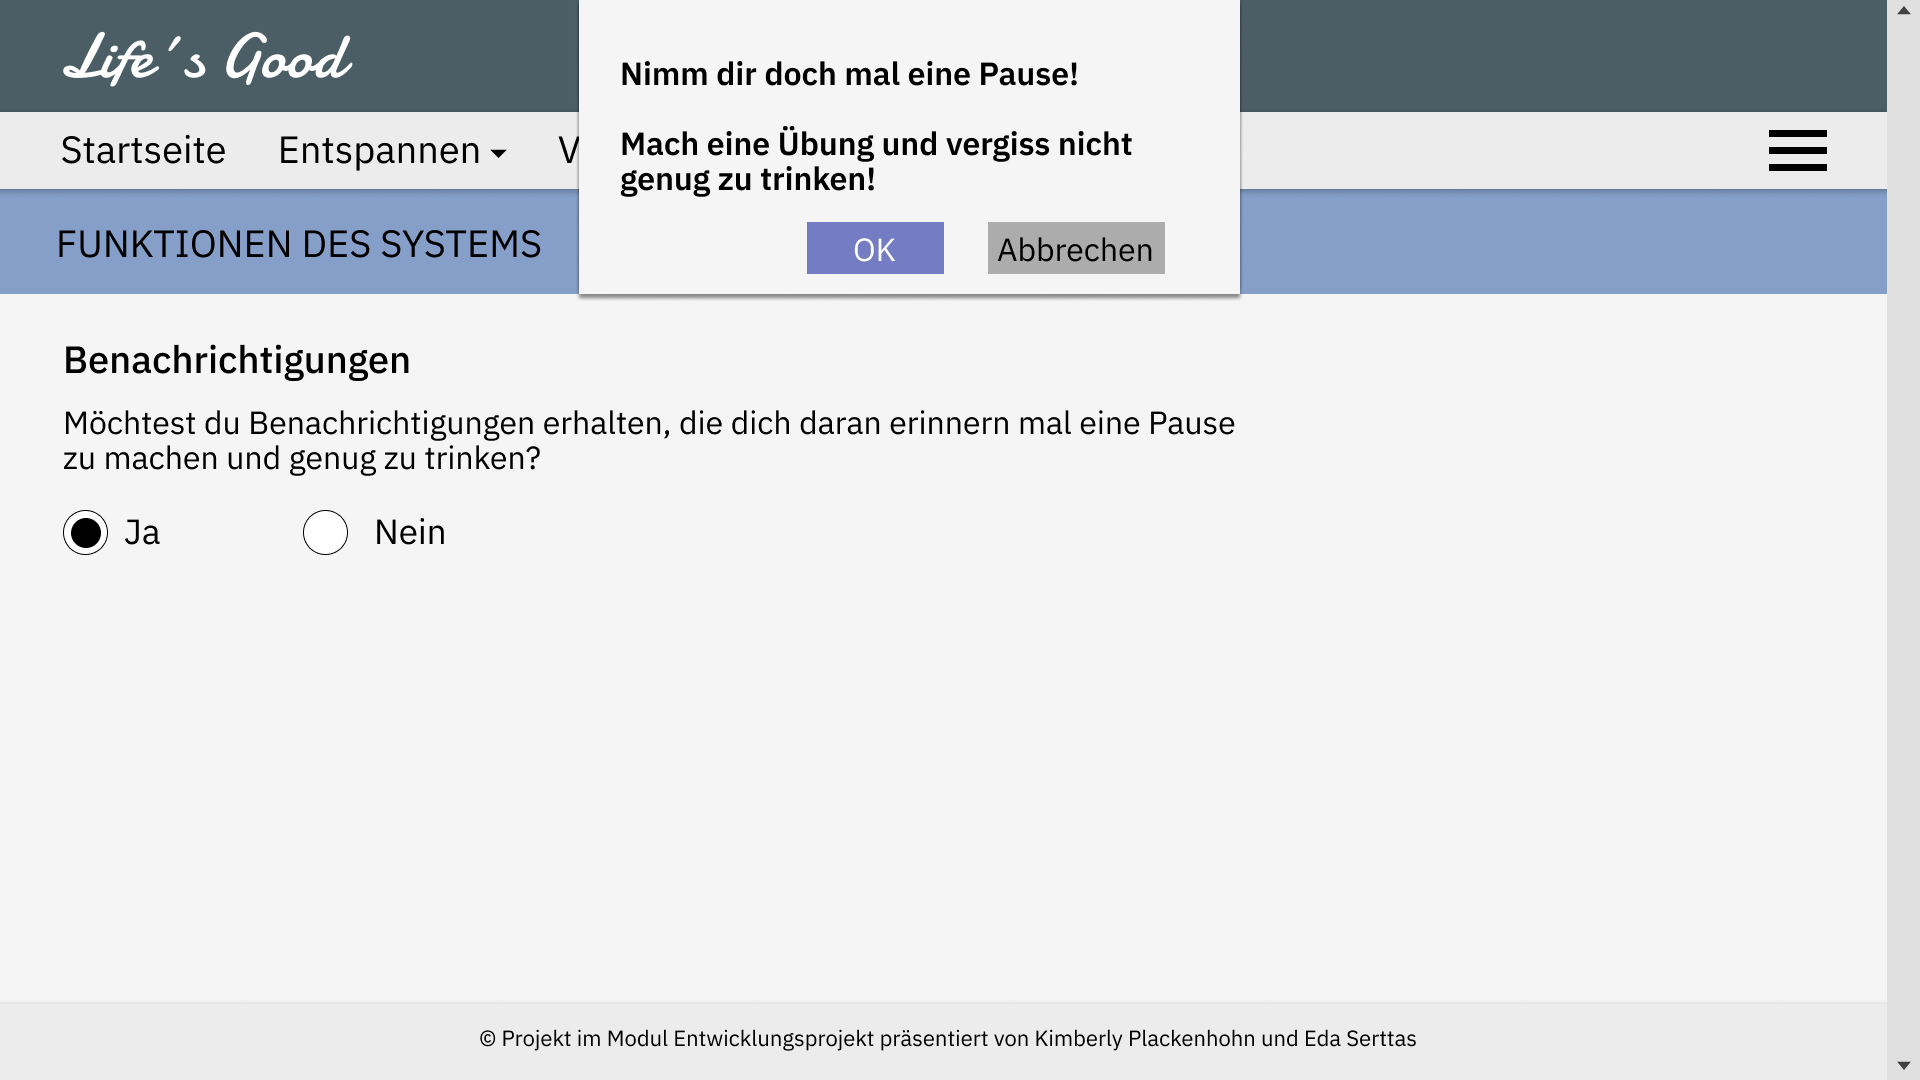 Life´s Good
Nimm dir doch mal eine Pause!
Mach eine Übung und vergiss nicht
genug zu trinken!
OK Abbrechen
Startseite Entspannen V
FUNKTIONEN DES SYSTEMS
Benachrichtigungen
Möchtest du Benachrichtigungen erhalten, die dich daran erinnern mal eine Pause
zu machen und genug zu trinken?
Ja Nein
© Projekt im Modul Entwicklungsprojekt präsentiert von Kimberly Plackenhohn und Eda Serttas